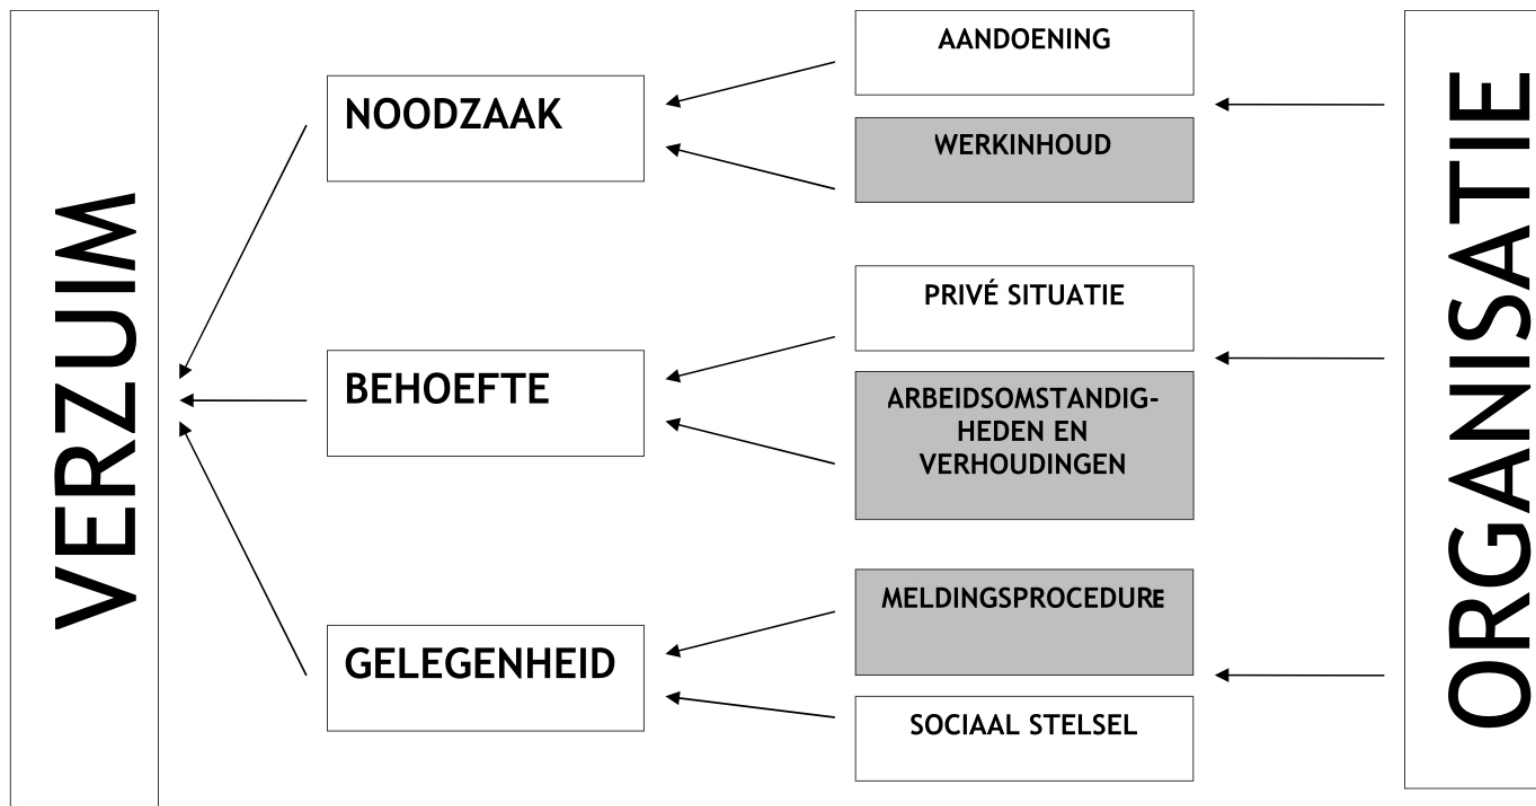 VERZUIM
NOODZAAK
BEHOEFTE
GELEGENHEID
AANDOENING
WERKINHOUD
PRIVÉ SITUATIE
ARBEIDSOMSTANDIG-
HEDEN EN
VERHOUDINGEN
MELDINGSPROCEDURE
SOCIAAL STELSEL
ORGANISATIE